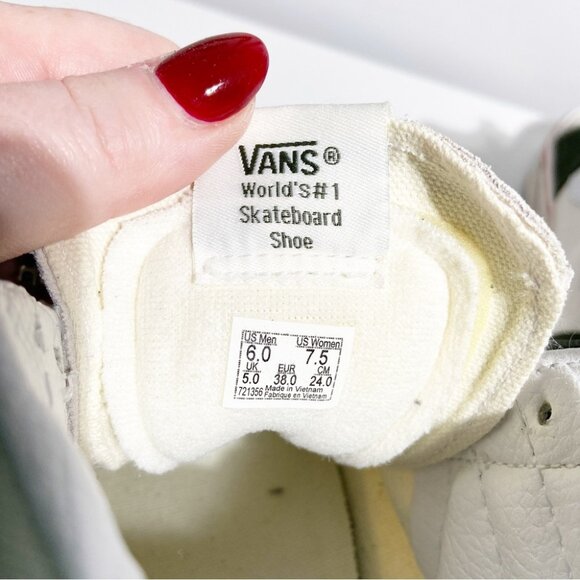 VANS®
World's#1
Skateboard
Shoe
US Men US Women
6.0 7.5
UK EUR CM
5.0 38.0 24.0
721356 Made in Vietnam
Fabrique en Vietnam